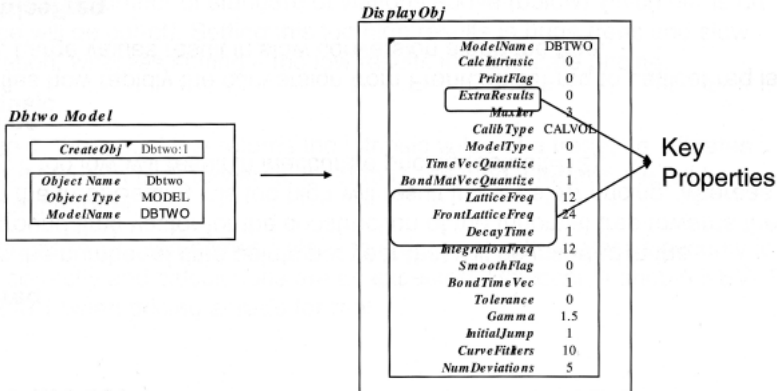 DisplayObj
ModelName DBTWO
CalcIntrinsic 0
PrintFlag 0
ExtraResults 0
MaxIter 3
CalibType CALVOL
ModelType 0
TimeVecQuantize 1
BondMatVecQuantize 1
LatticeFreq 12
FrontLatticeFreq 24
DecayTime 1
IntegrationFreq 12
SmoothFlag 0
BondTimeVec 1
Tolerance 0
Gamma 1.5
InitialJump 1
CurveFitIters 10
NumDeviations 5
Dbtwo Model
CreateObj Dbtwo:1
Object Name Dbtwo
Object Type MODEL
ModelName DBTWO
Key
Properties